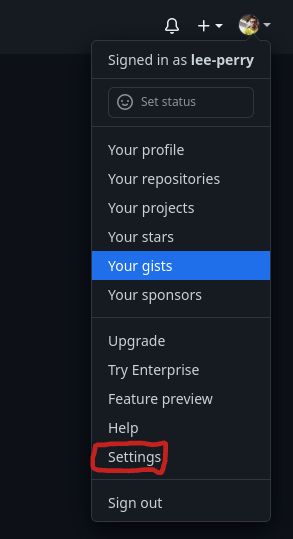 Signed in as lee-perry
Set status
Your profile
Your repositories
Your projects
Your stars
Your gists
Your sponsors
Upgrade
Try Enterprise
Feature preview
Help
Settings
Sign out